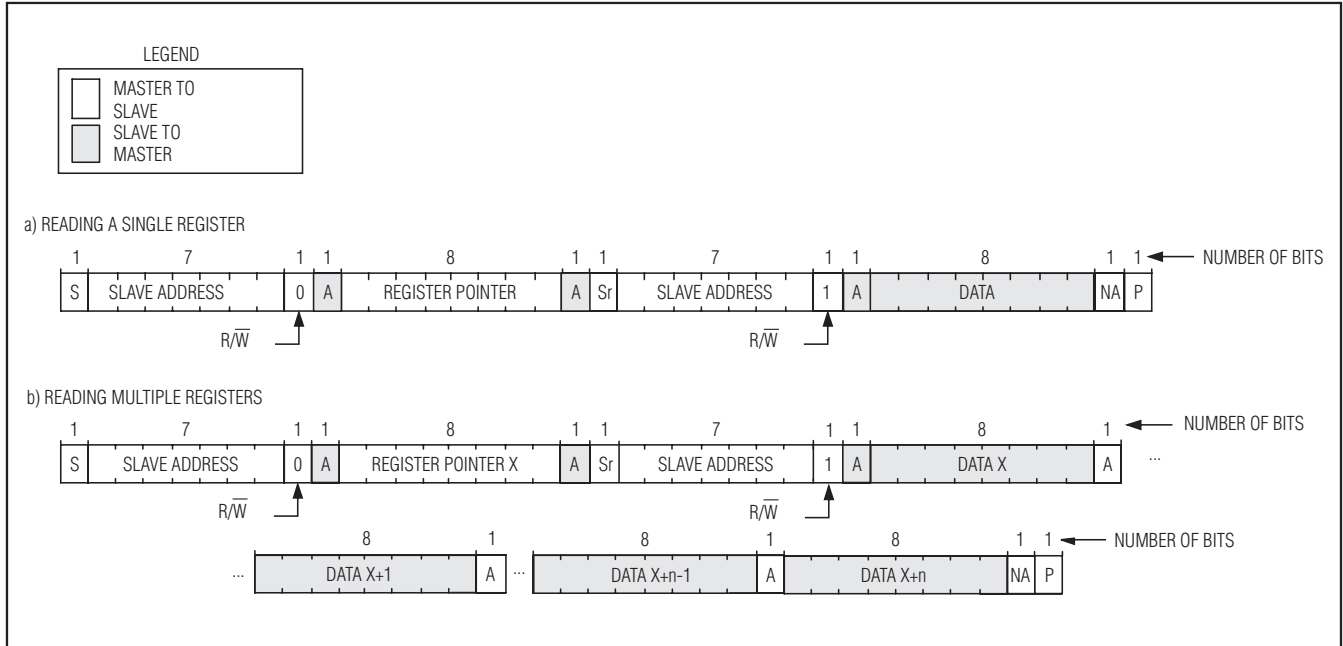 LEGEND
MASTER TO
SLAVE
SLAVE TO
MASTER
a) READING A SINGLE REGISTER
1 7 1 1 8 1 1 7 1 1 8 1 1 NUMBER OF BITS
S SLAVE ADDRESS 0 A REGISTER POINTER A Sr SLAVE ADDRESS 1 A DATA NA P
R/W̅ R/W̅
b) READING MULTIPLE REGISTERS
1 7 1 1 8 1 1 7 1 1 8 1 NUMBER OF BITS
S SLAVE ADDRESS 0 A REGISTER POINTER X A Sr SLAVE ADDRESS 1 A DATA X A ...
R/W̅ R/W̅
8 1 8 1 8 1 1 NUMBER OF BITS
... DATA X+1 A ... DATA X+n-1 A DATA X+n NA P